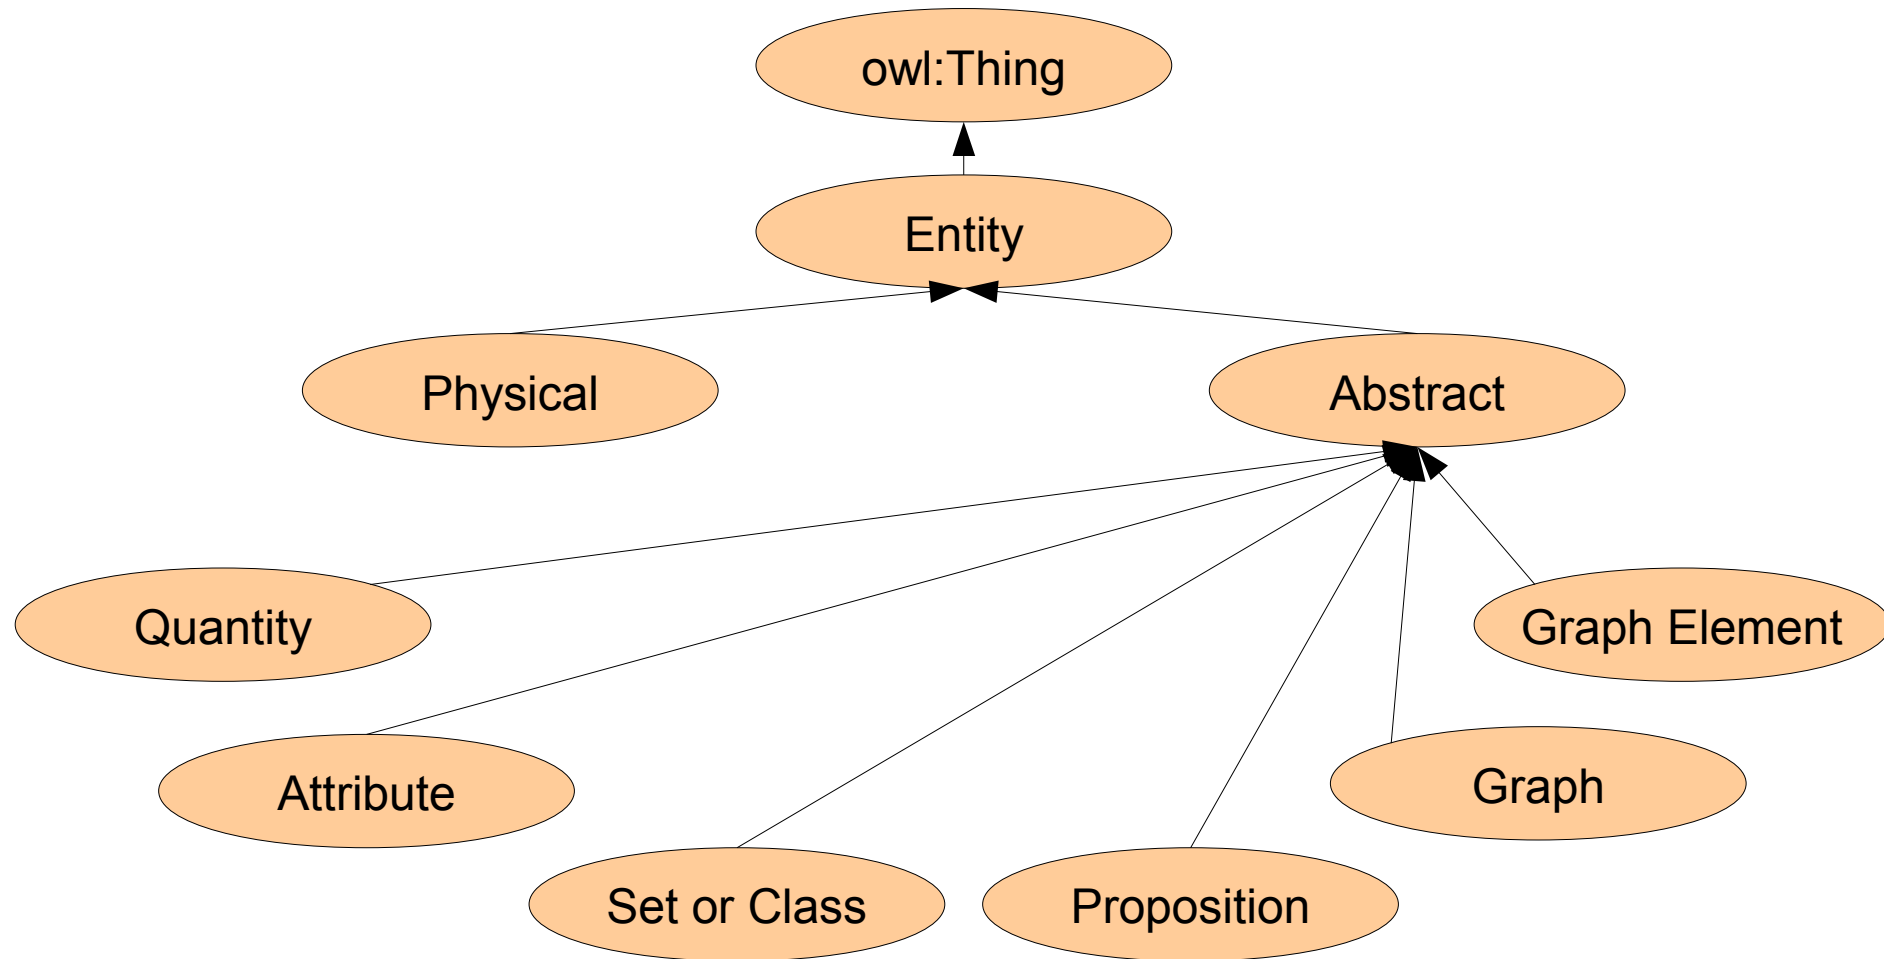 owl:Thing
Entity
Physical
Abstract
Quantity
Graph Element
Attribute
Graph
Set or Class
Proposition